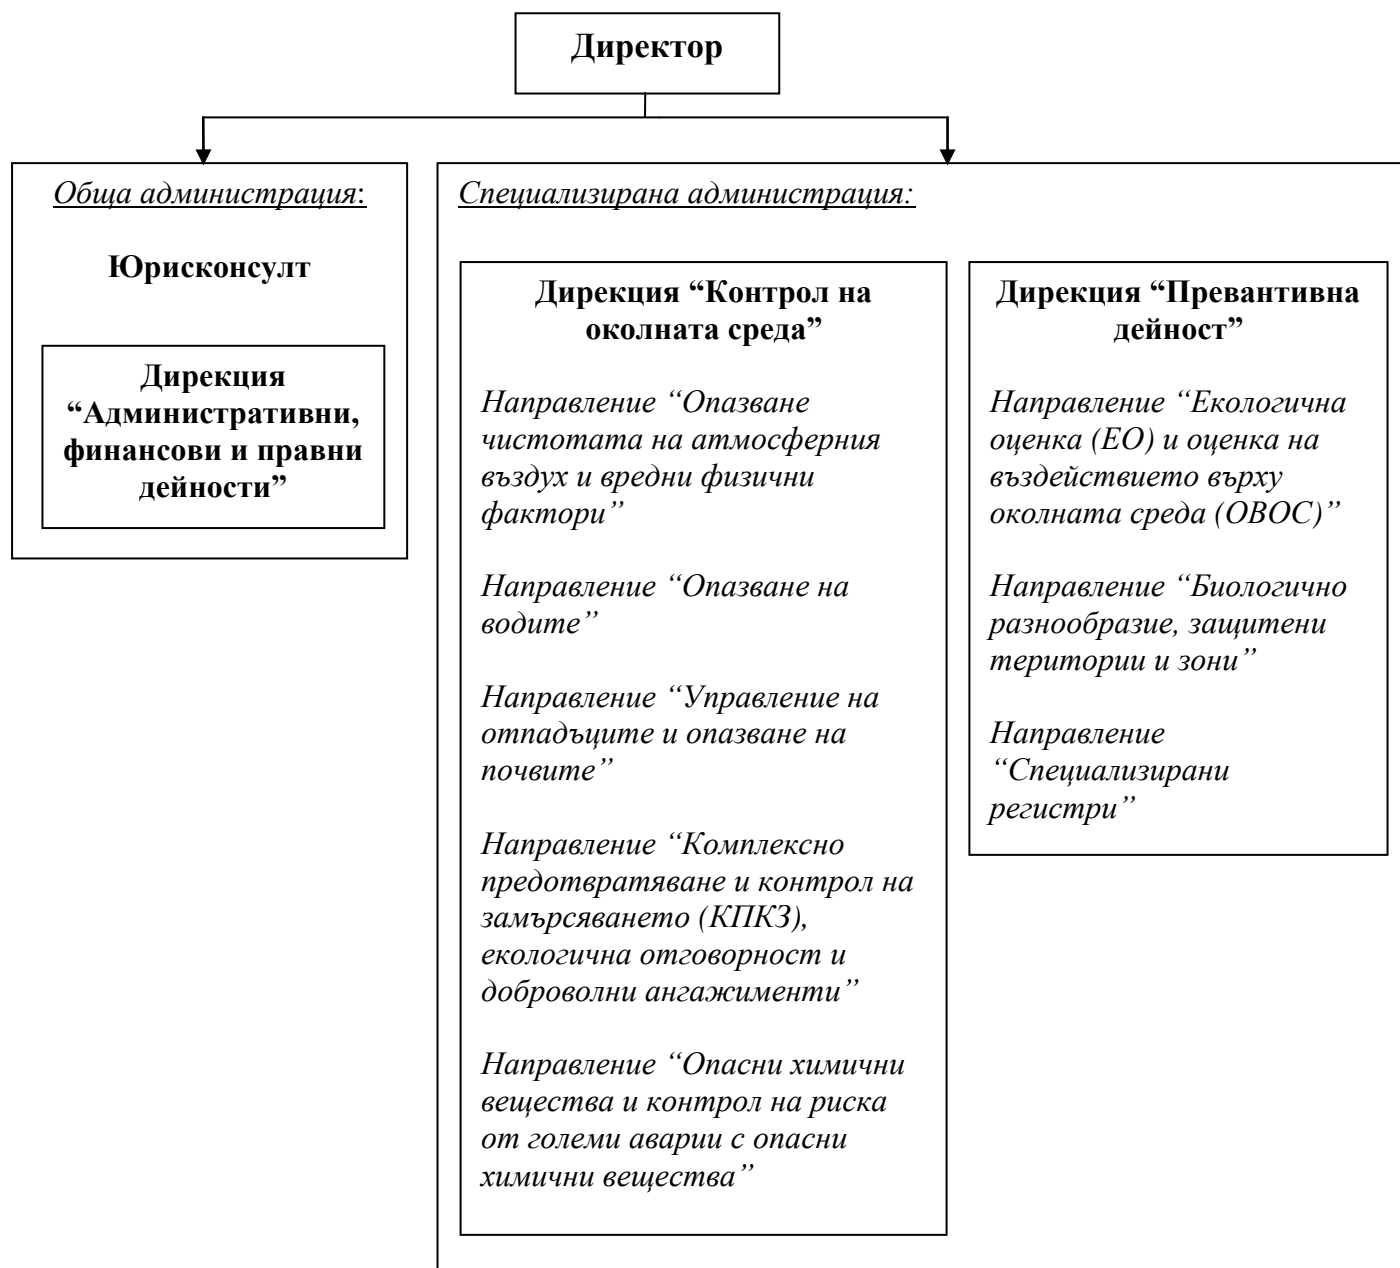 Директор
Обща администрация:
Юрисконсулт
Дирекция
“Административни,
финансови и правни
дейности”
Специализирана администрация:
Дирекция “Контрол на
околната среда”
Направление “Опазване
чистотата на атмосферния
въздух и вредни физични
фактори”
Направление “Опазване на
водите”
Направление “Управление на
отпадъците и опазване на
почвите”
Направление “Комплексно
предотвратяване и контрол на
замърсяването (КПКЗ),
екологична отговорност и
доброволни ангажименти”
Направление “Опасни химични
вещества и контрол на риска
от големи аварии с опасни
химични вещества”
Дирекция “Превантивна
дейност”
Направление “Екологична
оценка (ЕО) и оценка на
въздействието върху
околната среда (ОВОС)”
Направление “Биологично
разнообразие, защитени
територии и зони”
Направление
“Специализирани
регистри”